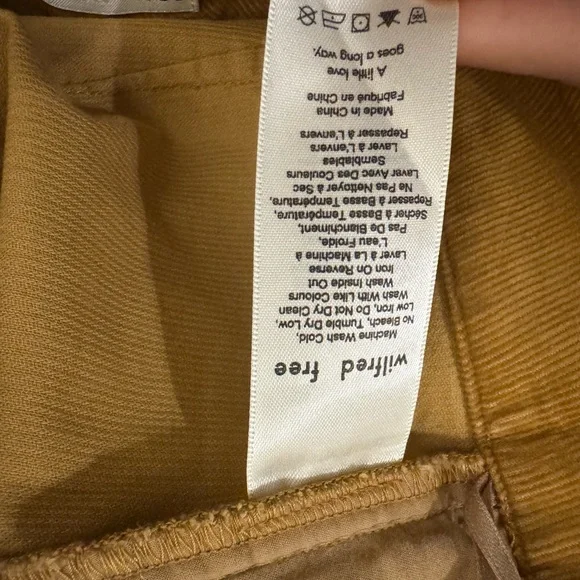 wilfred free
Machine Wash Cold,
No Bleach, Tumble Dry Low,
Low Iron, Do Not Dry Clean
Wash With Like Colours
Wash Inside Out
Iron On Reverse
Laver à La Machine à
L'eau Froide,
Pas De Blanchiment,
Sécher à Basse Température,
Repasser à Basse Température,
Ne Pas Nettoyer à Sec
Laver Avec Des Couleurs
Semblables
Laver à L'envers
Repasser à L'envers
Made in China
Fabriqué en Chine
A little love
goes a long way.